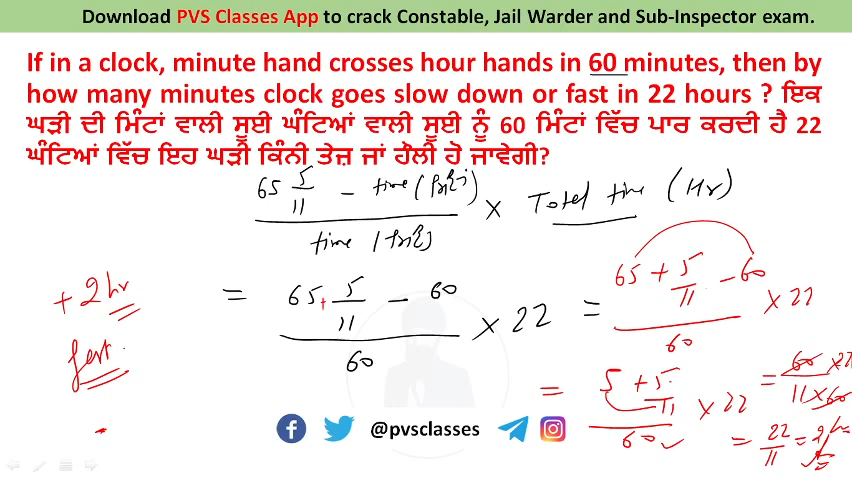 Download PVS Classes App to crack Constable, Jail Warder and Sub-Inspector exam.
If in a clock, minute hand crosses hour hands in 60 minutes, then by
how many minutes clock goes slow down or fast in 22 hours ? ਇਕ
ਘੜੀ ਦੀ ਮਿੰਟਾਂ ਵਾਲੀ ਸੂਈ ਘੰਟਿਆਂ ਵਾਲੀ ਸੂਈ ਨੂੰ 60 ਮਿੰਟਾਂ ਵਿੱਚ ਪਾਰ ਕਰਦੀ ਹੈ 22
ਘੰਟਿਆਂ ਵਿੱਚ ਇਹ ਘੜੀ ਕਿੰਨੀ ਤੇਜ਼ ਜਾਂ ਹੌਲੀ ਹੋ ਜਾਵੇਗੀ?
65 5/11 - time ( ) × Total time (Hr)
time ( )
+2 hr
= 65+5/11 - 60 × 22
60
= 65 + 5/11 - 60 × 22
60
fast
= 5 + 5/11 × 22
60
= 60 × 22
11 × 60
= 22/11 = 2
@pvsclasses